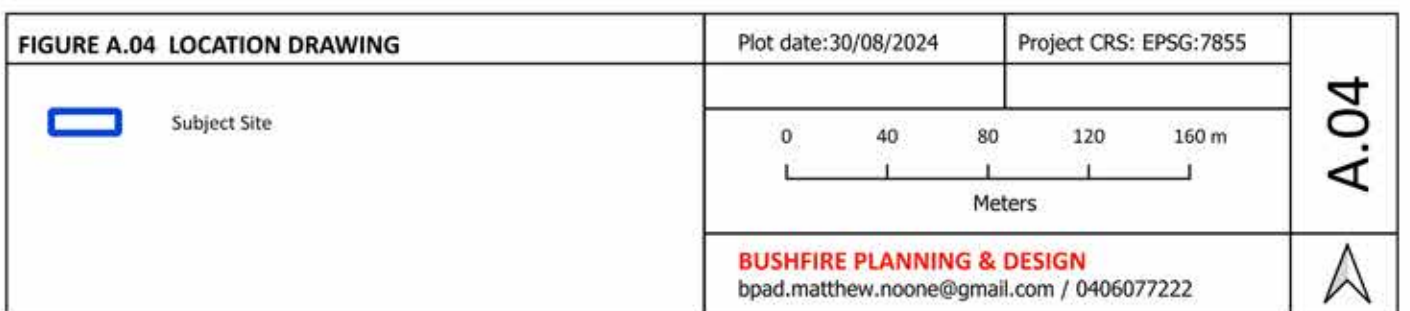 FIGURE A.04 LOCATION DRAWING
Subject Site
Plot date:30/08/2024
Project CRS: EPSG:7855
0 40 80 120 160 m
Meters
BUSHFIRE PLANNING & DESIGN
bpad.matthew.noone@gmail.com / 0406077222
A.04